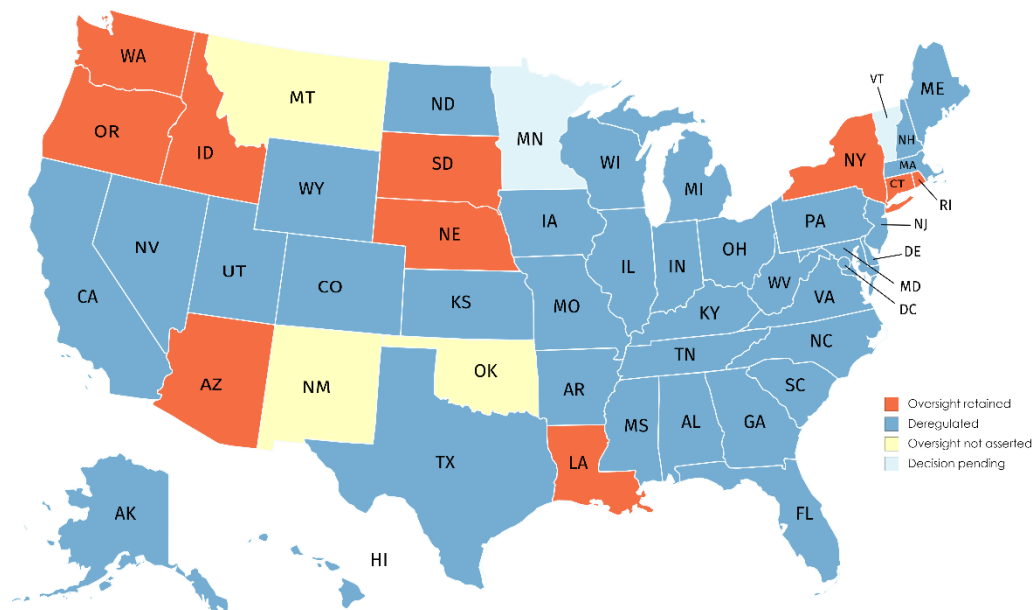 WA
ME
VT
MT
ND
OR
MN
NH
ID
SD
WI
NY
MA
WY
MI
CT
RI
NE
IA
PA
NJ
NV
OH
DE
UT
IL
IN
CO
WV
MD
CA
KS
MO
VA
DC
KY
NC
TN
AZ
OK
NM
AR
SC
MS
AL
GA
Oversight retained
Deregulated
TX
LA
Oversight not asserted
Decision pending
AK
FL
HI